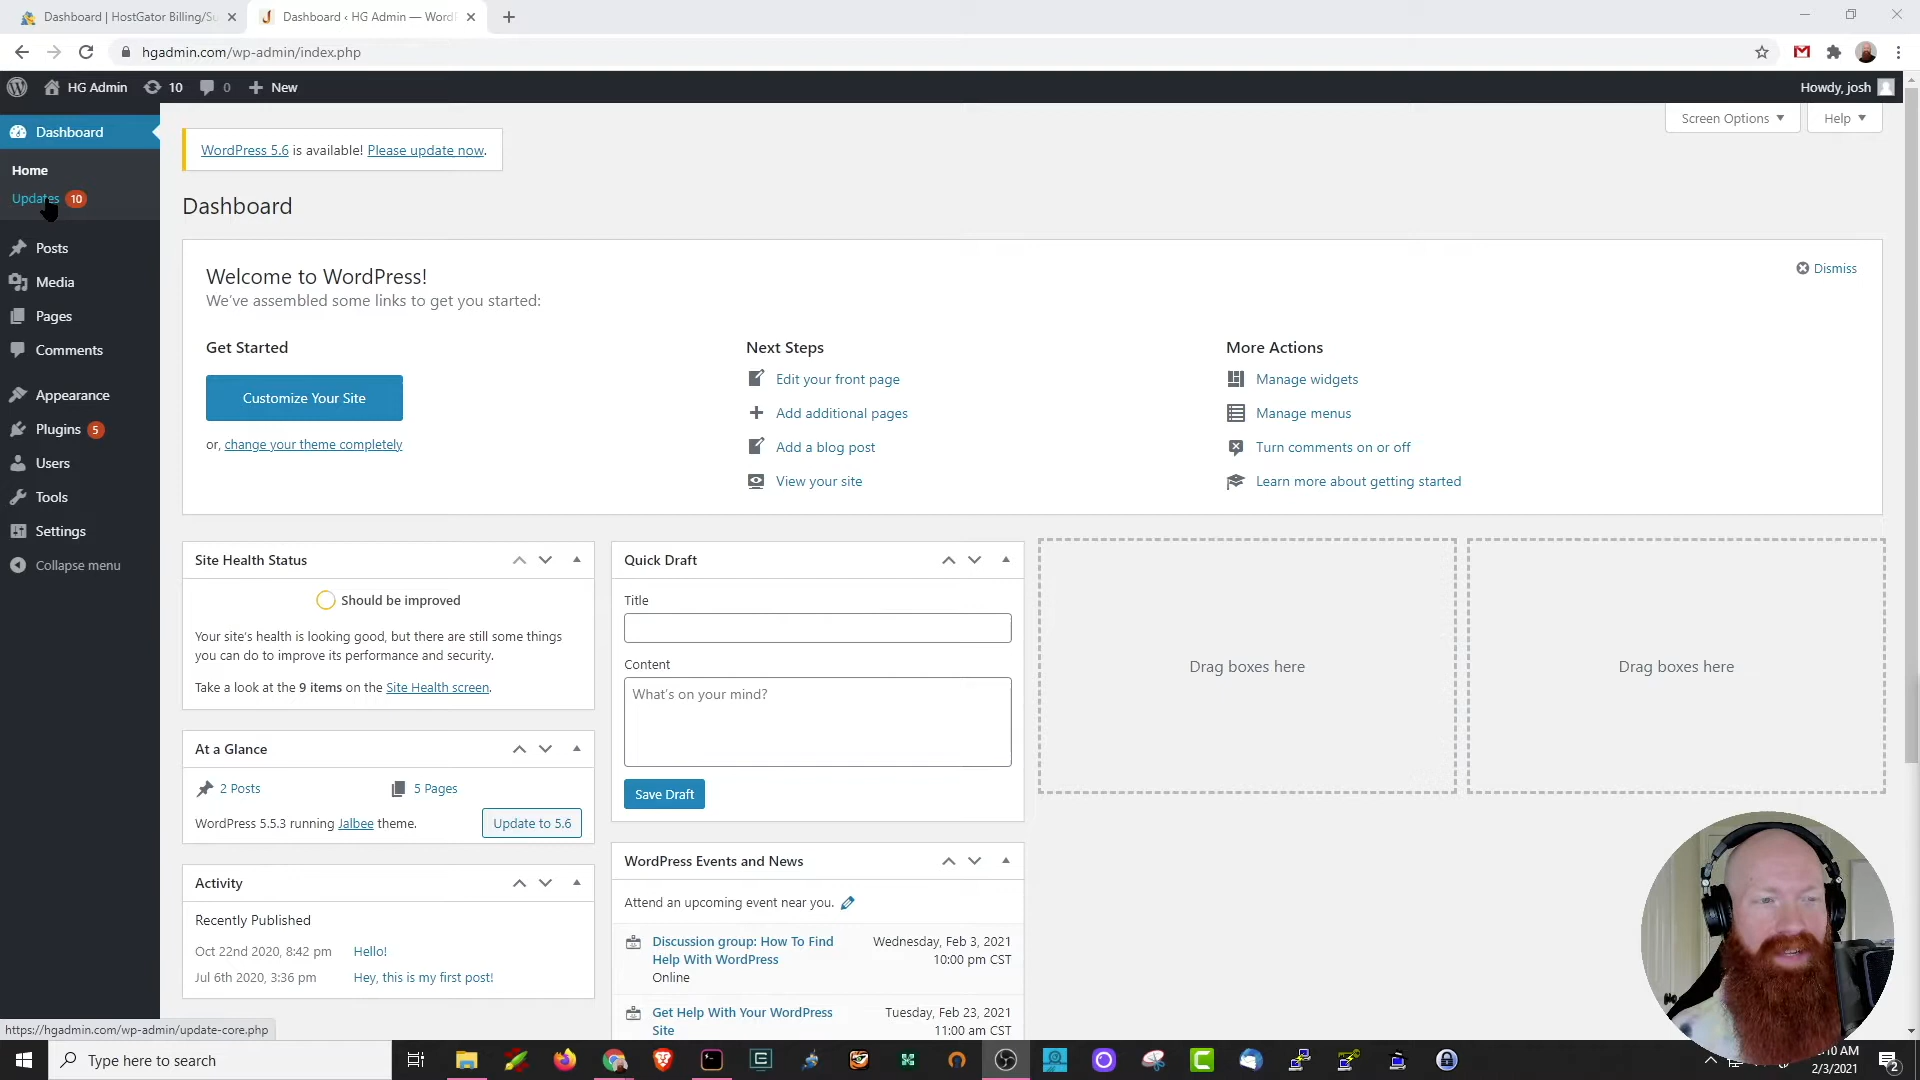 Dashboard | HostGator Billing/Su
Dashboard ‹ HG Admin — WordP
hgadmin.com/wp-admin/index.php
HG Admin 10 0 New
Howdy, josh
Dashboard
Home
Updates 10
Posts
Media
Pages
Comments
Appearance
Plugins 5
Users
Tools
Settings
Collapse menu
Screen Options Help
WordPress 5.6 is available! Please update now.
Dashboard
Welcome to WordPress!
We've assembled some links to get you started:
Dismiss
Get Started
Customize Your Site
or, change your theme completely
Next Steps
Edit your front page
Add additional pages
Add a blog post
View your site
More Actions
Manage widgets
Manage menus
Turn comments on or off
Learn more about getting started
Site Health Status
Should be improved
Your site's health is looking good, but there are still some things
you can do to improve its performance and security.
Take a look at the 9 items on the Site Health screen.
At a Glance
2 Posts 5 Pages
WordPress 5.5.3 running Jalbee theme. Update to 5.6
Activity
Recently Published
Oct 22nd 2020, 8:42 pm Hello!
Jul 6th 2020, 3:36 pm Hey, this is my first post!
Quick Draft
Title
Content
What's on your mind?
Save Draft
WordPress Events and News
Attend an upcoming event near you.
Discussion group: How To Find
Help With WordPress
Online
Wednesday, Feb 3, 2021
10:00 pm CST
Get Help With Your WordPress
Site
Tuesday, Feb 23, 2021
11:00 am CST
Drag boxes here
Drag boxes here
https://hgadmin.com/wp-admin/update-core.php
Type here to search
:10 AM
2/3/2021
2